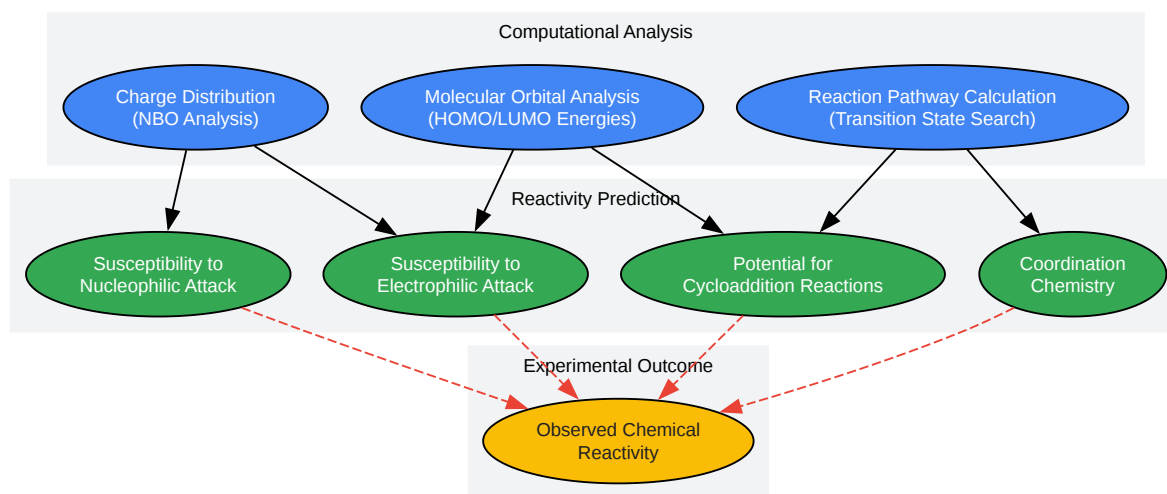 Computational Analysis
Charge Distribution
(NBO Analysis)
Molecular Orbital Analysis
(HOMO/LUMO Energies)
Reaction Pathway Calculation
(Transition State Search)
Reactivity Prediction
Susceptibility to
Nucleophilic Attack
Susceptibility to
Electrophilic Attack
Potential for
Cycloaddition Reactions
Coordination
Chemistry
Experimental Outcome
Observed Chemical
Reactivity